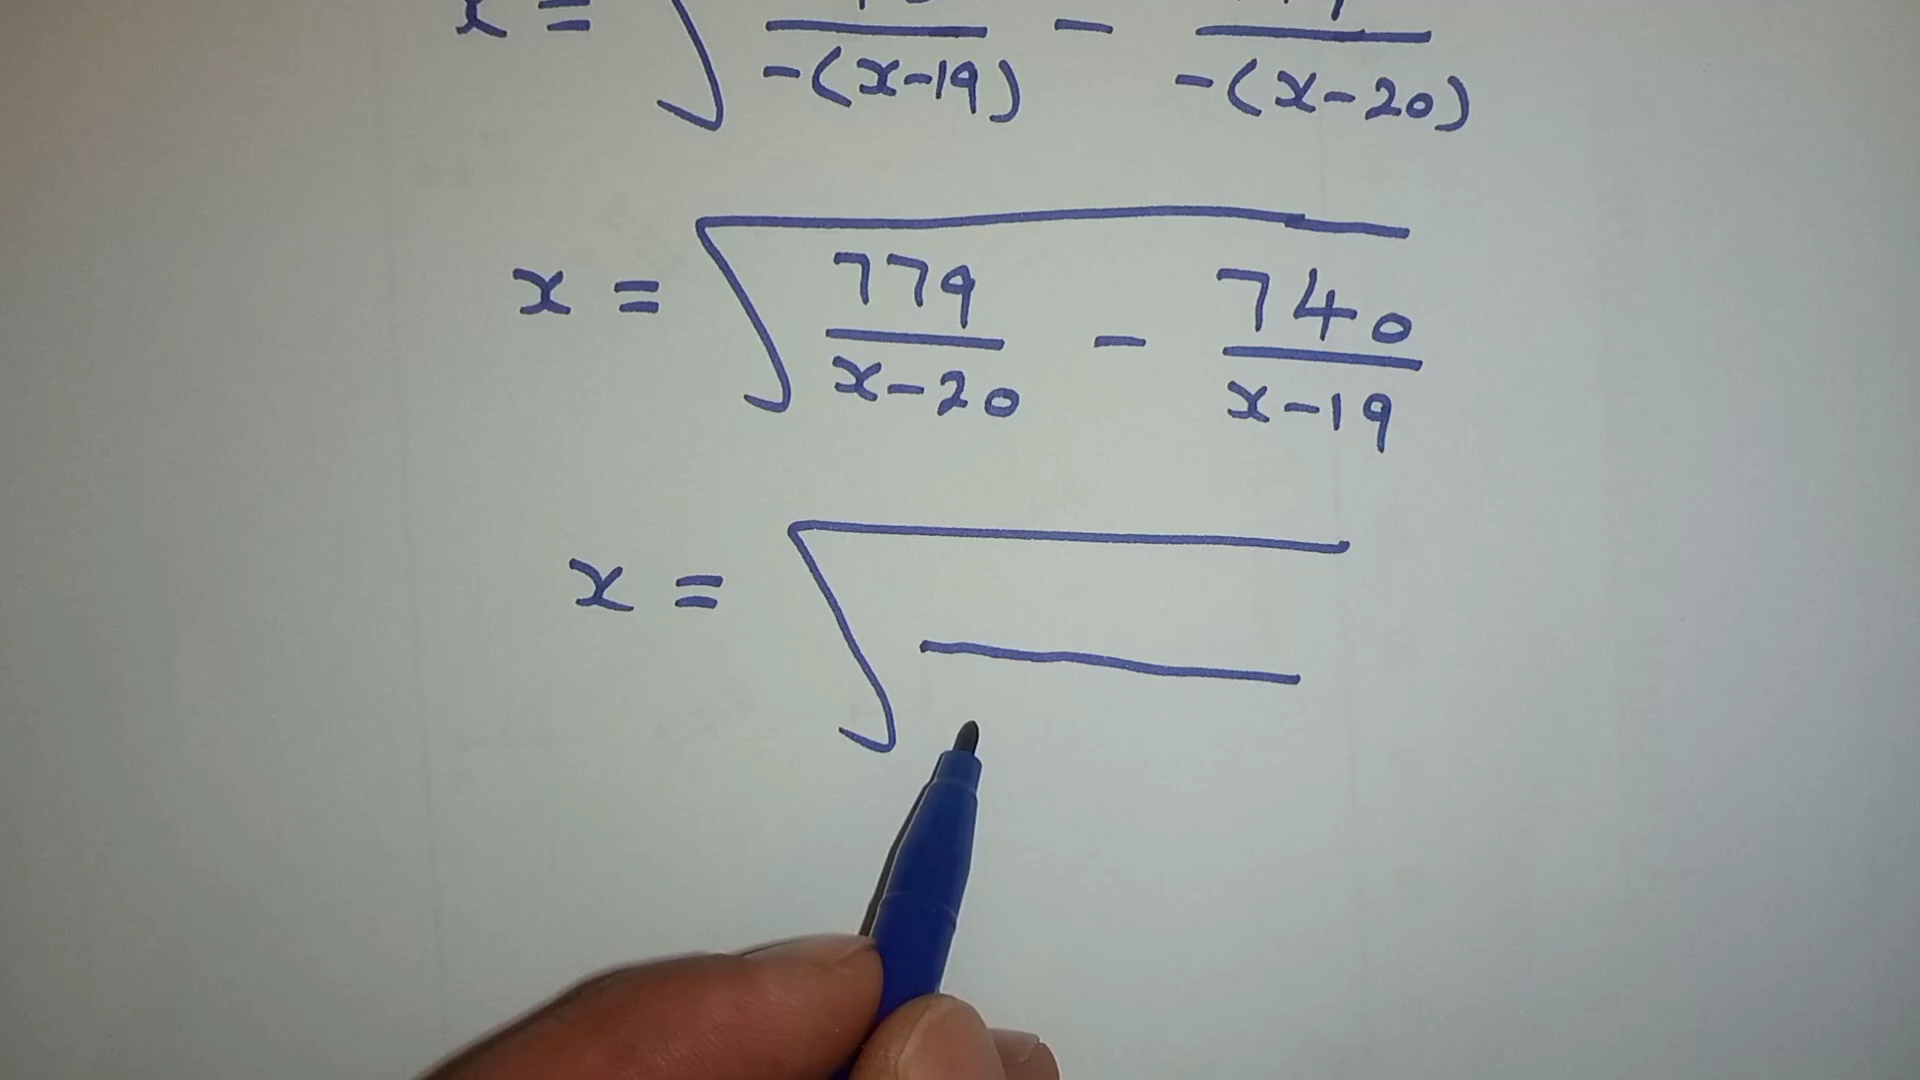 x = √ -(x-19) - -(x-20)
x = √ 779/x-20 - 740/x-19
x = √